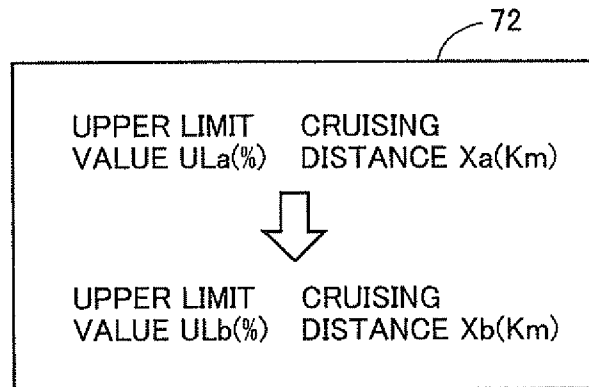 72
UPPER LIMIT CRUISING
VALUE ULa(%) DISTANCE Xa(Km)
UPPER LIMIT CRUISING
VALUE ULb(%) DISTANCE Xb(Km)